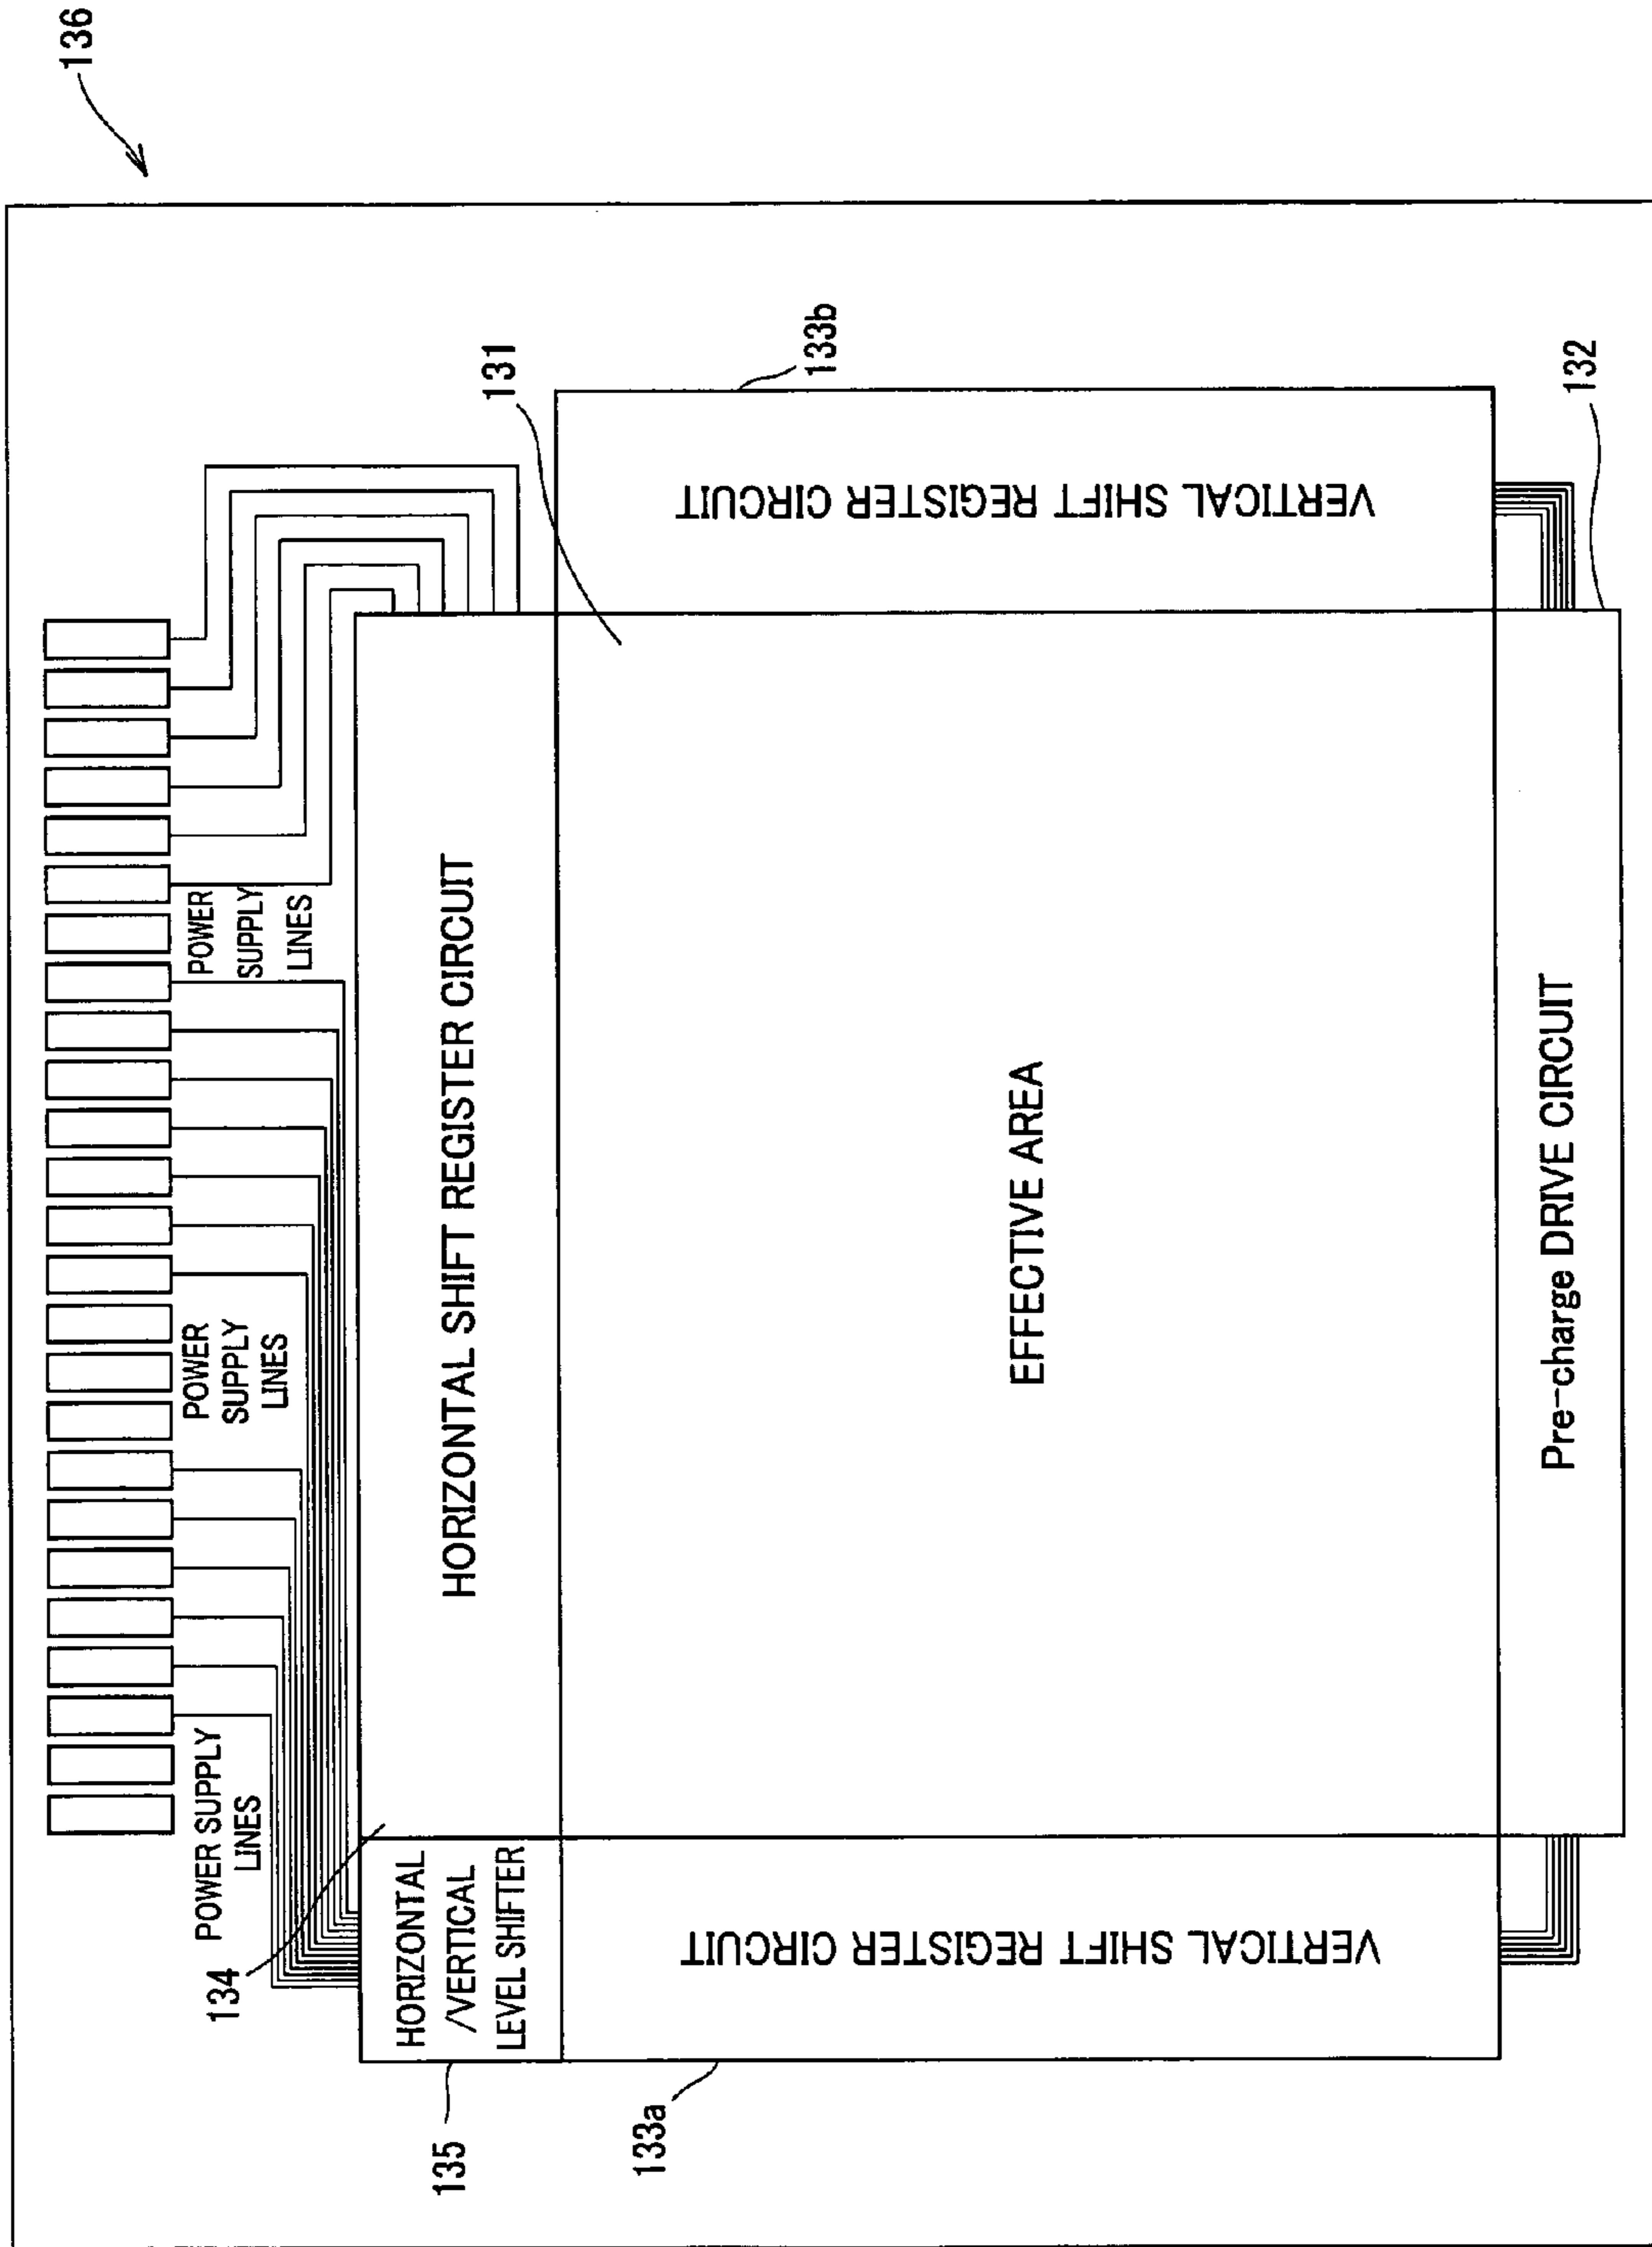 136
POWER SUPPLY
LINES
POWER
SUPPLY
LINES
POWER
SUPPLY
LINES
134
131
135
HORIZONTAL
/VERTICAL
LEVEL SHIFTER
HORIZONTAL SHIFT REGISTER CIRCUIT
133a
VERTICAL SHIFT REGISTER CIRCUIT
EFFECTIVE AREA
VERTICAL SHIFT REGISTER CIRCUIT
133b
Pre-charge DRIVE CIRCUIT
132